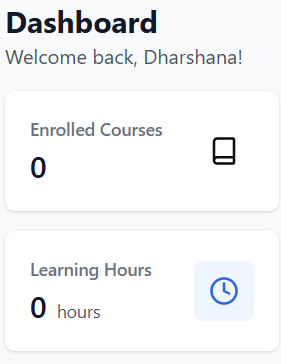 Dashboard
Welcome back, Dharshana!
Enrolled Courses
0
Learning Hours
0 hours